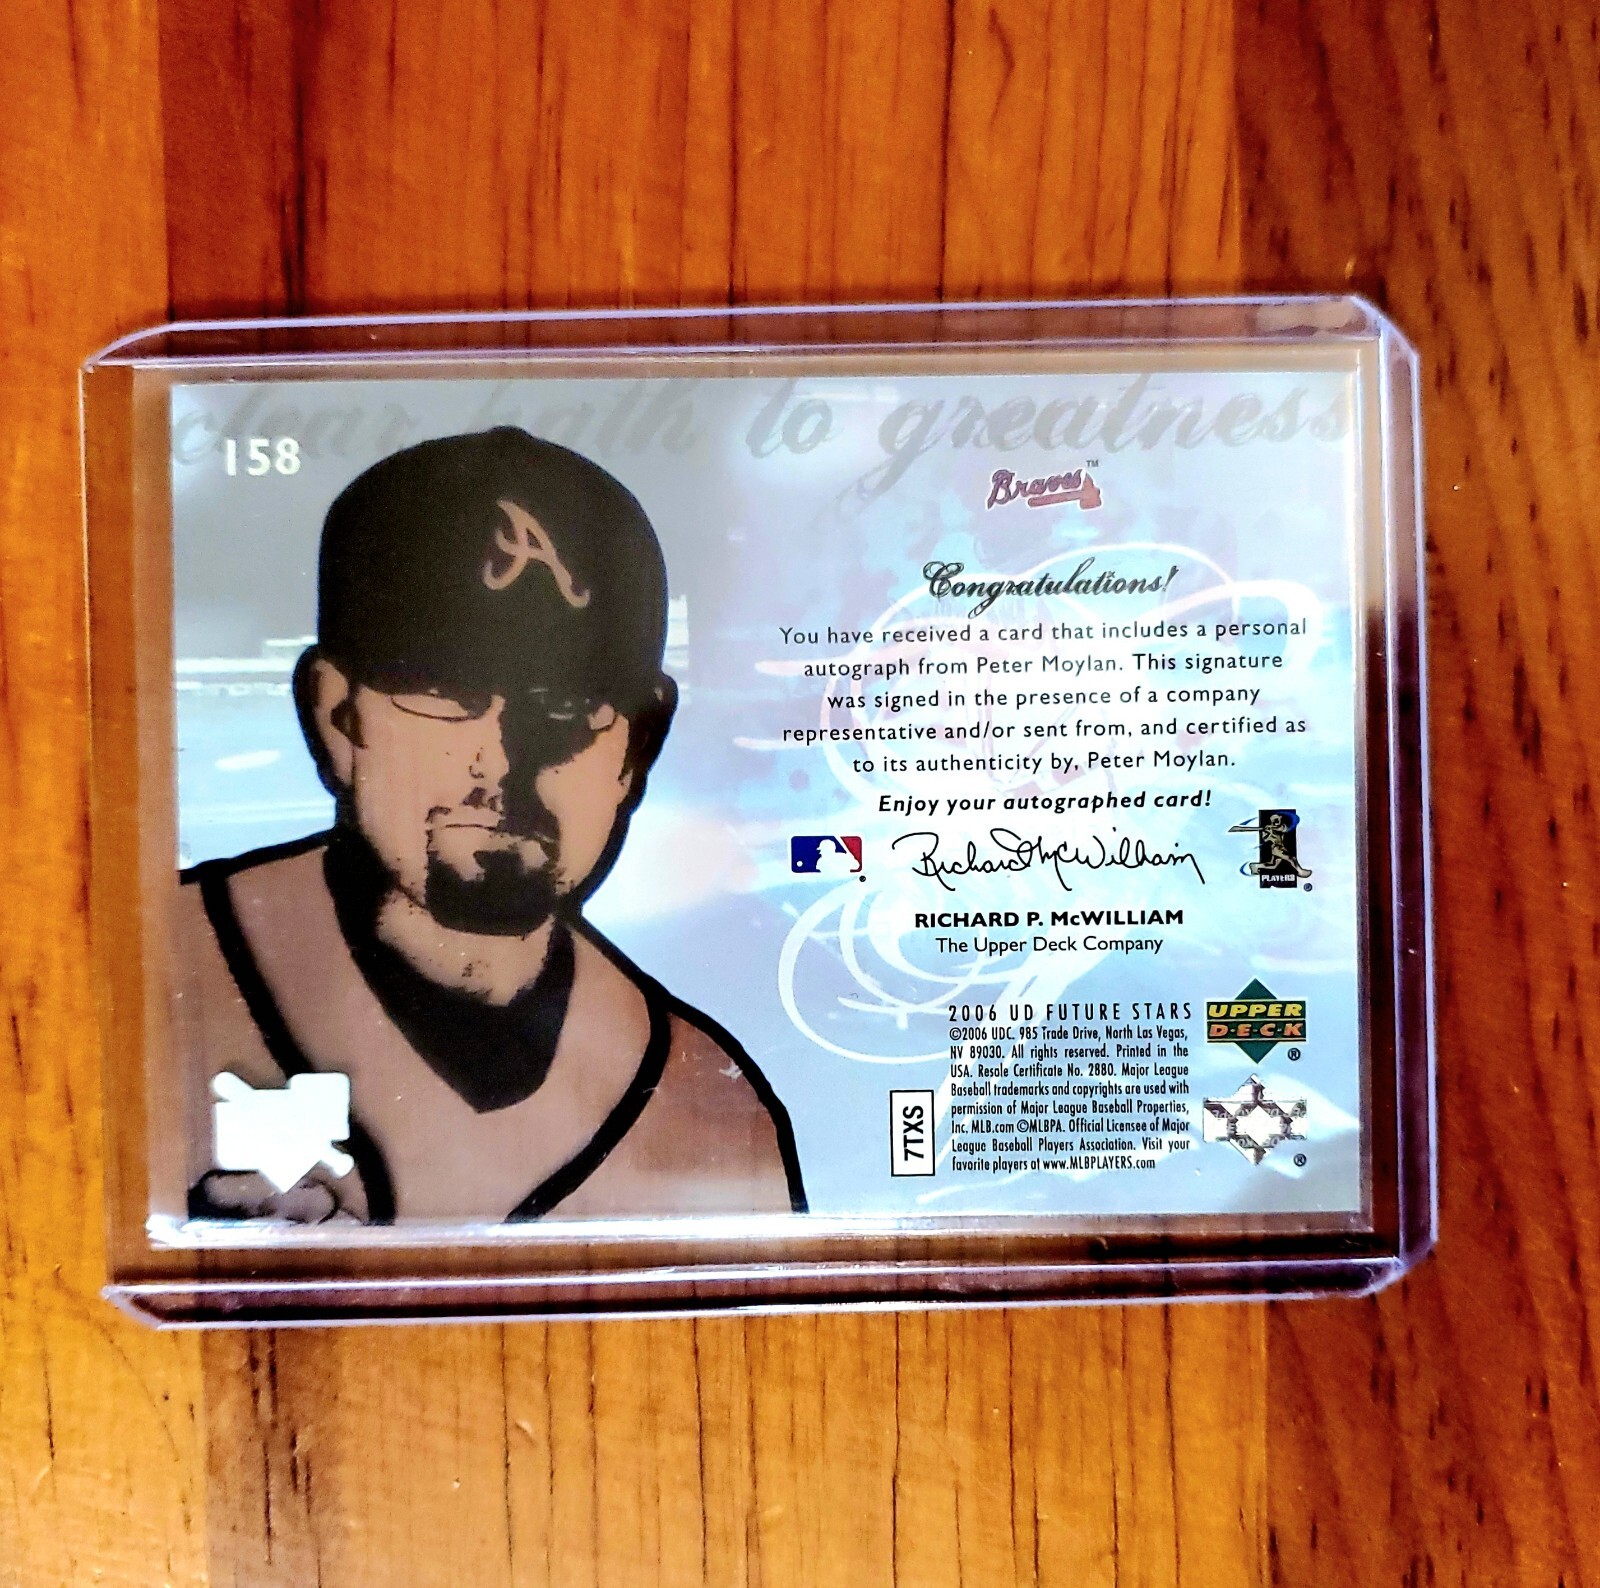 clear path to greatness
158
A
Braves™
Congratulations!
You have received a card that includes a personal
autograph from Peter Moylan. This signature
was signed in the presence of a company
representative and/or sent from, and certified as
to its authenticity by, Peter Moylan.
Enjoy your autographed card!
Richard McWilliam
PLAYERS ®
RICHARD P. McWILLIAM
The Upper Deck Company
2006 UD FUTURE STARS
©2006 UDC. 985 Trade Drive, North Las Vegas,
NV 89030. All rights reserved. Printed in the
USA. Resale Certificate No. 2880. Major League
Baseball trademarks and copyrights are used with
permission of Major League Baseball Properties,
Inc. MLB.com ©MLBPA. Official Licensee of Major
League Baseball Players Association. Visit your
favorite players at www.MLBPLAYERS.com
7TXS
UPPER
D·E·C·K
®
®